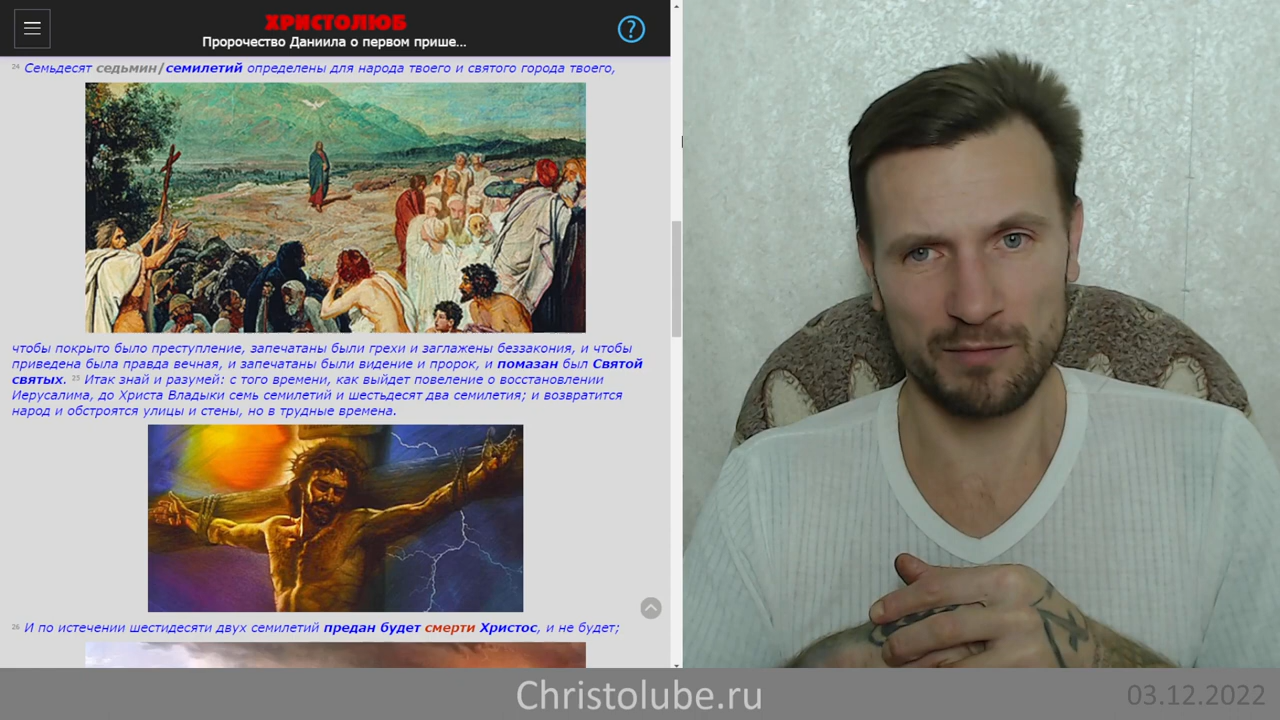 ХРИСТОЛЮБ
Пророчество Даниила о первом прише...
?
24 Семьдесят седьмин/семилетий определены для народа твоего и святого города твоего,
чтобы покрыто было преступление, запечатаны были грехи и заглажены беззакония, и чтобы
приведена была правда вечная, и запечатаны были видение и пророк, и помазан был Святой
святых. 25 Итак знай и разумей: с того времени, как выйдет повеление о восстановлении
Иерусалима, до Христа Владыки семь семилетий и шестьдесят два семилетия; и возвратится
народ и обстроятся улицы и стены, но в трудные времена.
26 И по истечении шестидесяти двух семилетий предан будет смерти Христос, и не будет;
Christolube.ru
03.12.2022